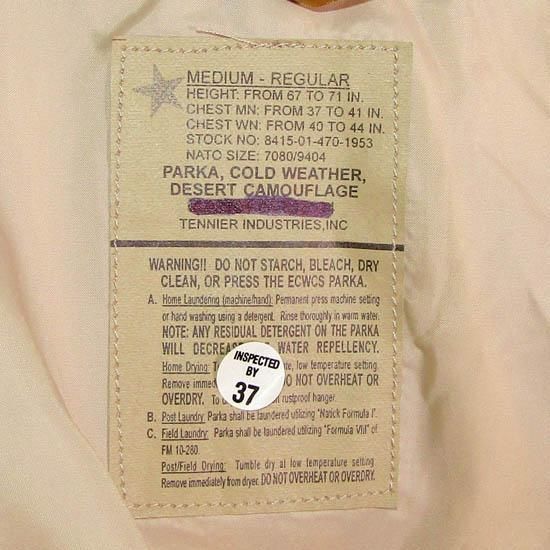 MEDIUM - REGULAR
HEIGHT: FROM 67 TO 71 IN.
CHEST MN: FROM 37 TO 41 IN.
CHEST WN: FROM 40 TO 44 IN.
STOCK NO: 8415-01-470-1953
NATO SIZE: 7080/9404
PARKA, COLD WEATHER,
DESERT CAMOUFLAGE
TENNIER INDUSTRIES,INC
WARNING!! DO NOT STARCH, BLEACH, DRY
CLEAN, OR PRESS THE ECWCS PARKA.
A. Home Laundering (machine/hand): Permanent press machine setting
or hand washing using a detergent. Rinse thoroughly in warm water.
NOTE: ANY RESIDUAL DETERGENT ON THE PARKA
WILL WATER REPELLENCY.
Home Drying: low temperature setting.
Remove DO NOT OVERHEAT OR
OVERDRY. rustproof hanger.
INSPECTED
BY
37
B. Post Laundry: Parka shall be laundered utilizing "Natick Formula I".
C. Field Laundry: Parka shall be laundered utilizing "Formula VIII" of
FM 10-280.
Post/Field Drying: Tumble dry at low temperature setting.
Remove immediately from dryer. DO NOT OVERHEAT OR OVERDRY.